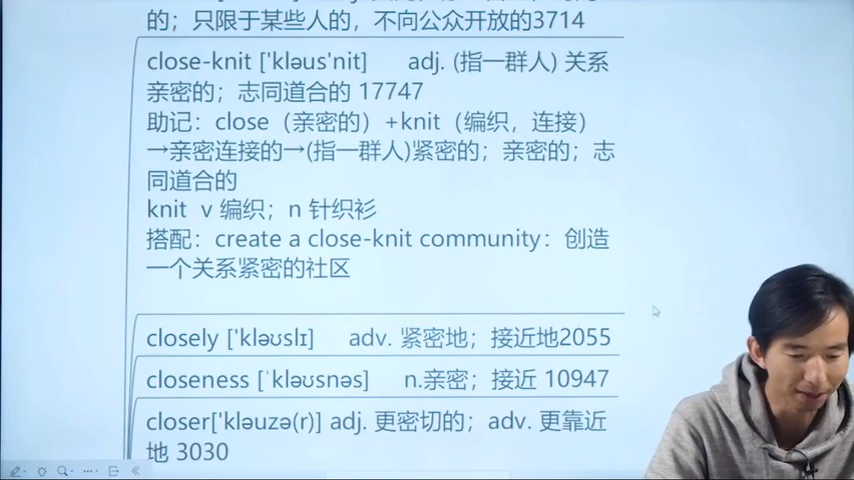 的；只限于某些人的，不向公众开放的3714
close-knit ['kləus'nit] adj. (指一群人) 关系
亲密的；志同道合的 17747
助记：close（亲密的）+knit（编织，连接）
→亲密连接的→(指一群人)紧密的；亲密的；志
同道合的
knit v 编织；n 针织衫
搭配：create a close-knit community：创造
一个关系紧密的社区
closely ['kləʊslɪ] adv. 紧密地；接近地2055
closeness [ˈkləʊsnəs] n.亲密；接近 10947
closer['kləuzə(r)] adj. 更密切的；adv. 更靠近
地 3030